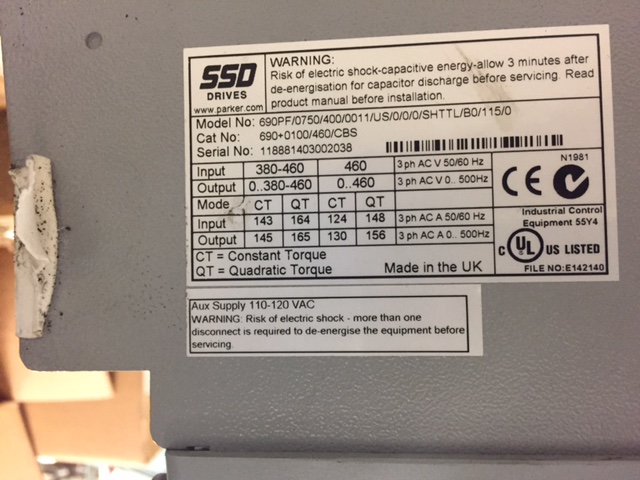 SSD
DRIVES
www.parker.com
WARNING:
Risk of electric shock-capacitive energy-allow 3 minutes after
de-energisation for capacitor discharge before servicing. Read
product manual before installation.
Model No: 690PF/0750/400/0011/US/0/0/0/SHTTL/B0/115/0
Cat No: 690+0100/460/CBS
Serial No: 118881403002038
Input 380-460 460 3 ph AC V 50/60 Hz
Output 0..380-460 0..460 3 ph AC V 0.. 500Hz
Mode CT QT CT QT
Input 143 164 124 148 3 ph AC A 50/60 Hz
Output 145 165 130 156 3 ph AC A 0.. 500Hz
CT = Constant Torque
QT = Quadratic Torque Made in the UK
N1981
CE
Industrial Control
Equipment 55Y4
C UL US LISTED
FILE NO:E142140
Aux Supply 110-120 VAC
WARNING: Risk of electric shock - more than one
disconnect is required to de-energise the equipment before
servicing.